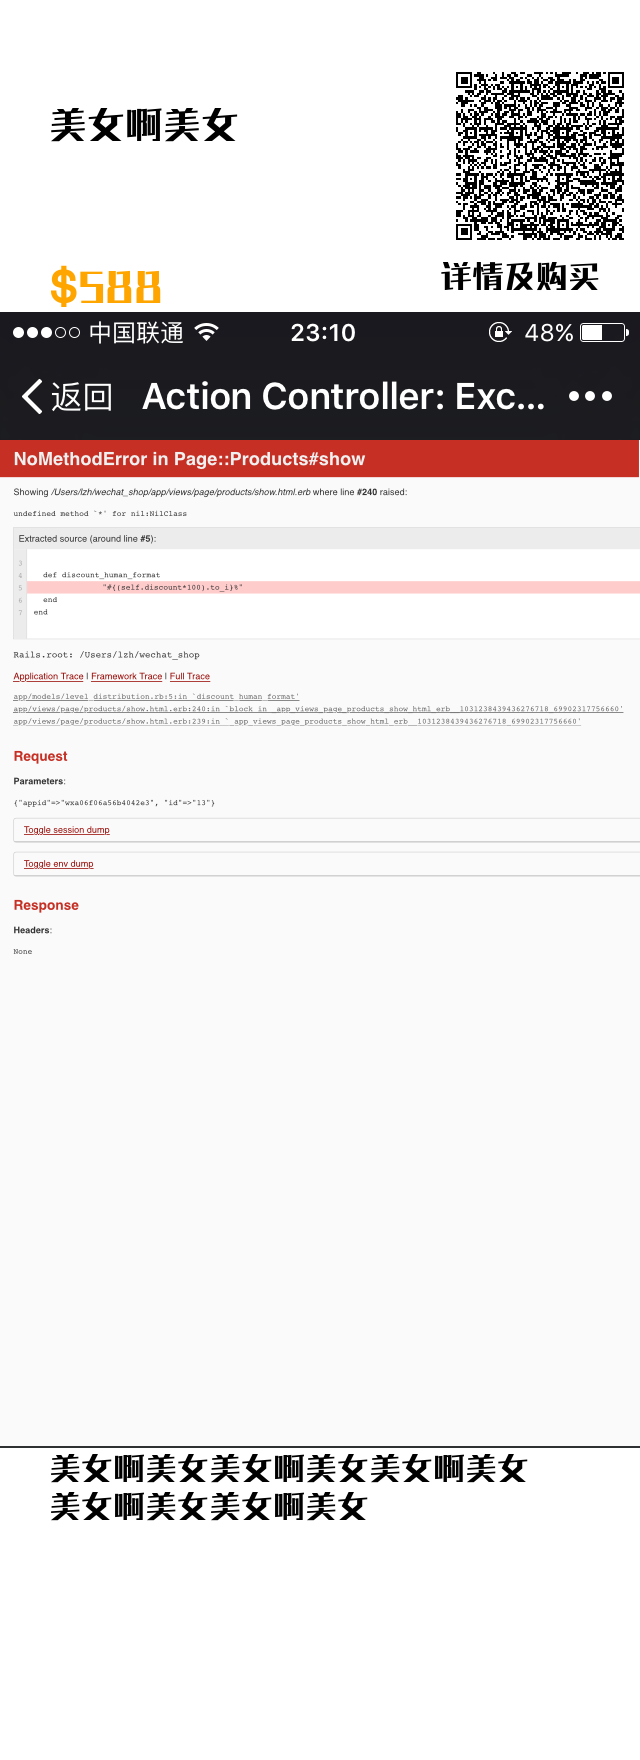 美女啊美女
$588
详情及购买
中国联通 23:10 48%
返回 Action Controller: Exc... •••
NoMethodError in Page::Products#show
Showing /Users/lzh/wechat_shop/app/views/page/products/show.html.erb where line #240 raised:
undefined method `*' for nil:NilClass
Extracted source (around line #5):
3
4 def discount_human_format
5 "#{(self.discount*100).to_i}%"
6 end
7 end
Rails.root: /Users/lzh/wechat_shop
Application Trace | Framework Trace | Full Trace
app/models/level_distribution.rb:5:in `discount_human_format'
app/views/page/products/show.html.erb:240:in `block in _app_views_page_products_show_html_erb__1031238439436276718_69902317756660'
app/views/page/products/show.html.erb:239:in `_app_views_page_products_show_html_erb__1031238439436276718_69902317756660'
Request
Parameters:
{"appid"=>"wxa06f06a56b4042e3", "id"=>"13"}
Toggle session dump
Toggle env dump
Response
Headers:
None
美女啊美女美女啊美女美女啊美女
美女啊美女美女啊美女